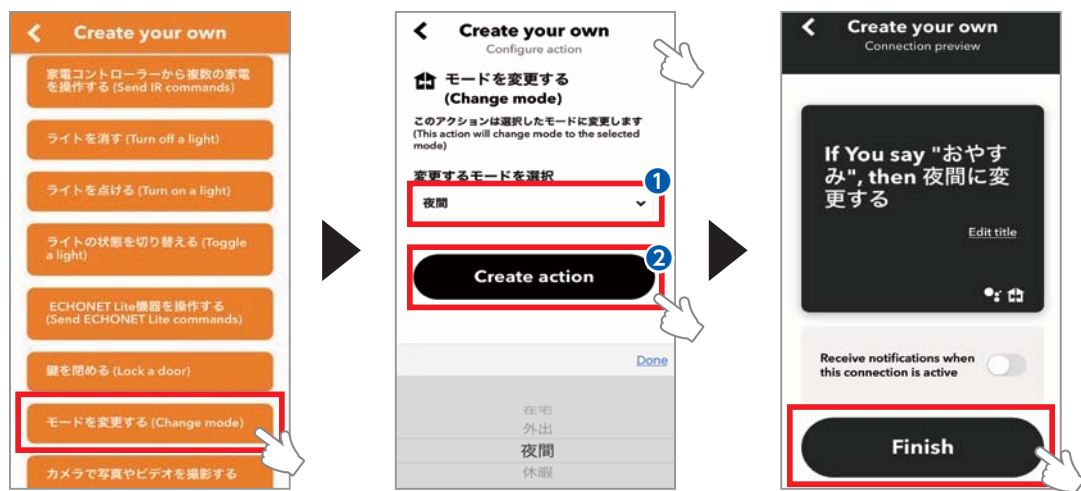 Create your own
家電コントローラーから複数の家電
を操作する (Send IR commands)
ライトを消す (Turn off a light)
ライトを点ける (Turn on a light)
ライトの状態を切り替える (Toggle
a light)
ECHONET Lite機器を操作する
(Send ECHONET Lite commands)
鍵を閉める (Lock a door)
モードを変更する (Change mode)
カメラで写真やビデオを撮影する
Create your own
Configure action
モードを変更する
(Change mode)
このアクションは選択したモードに変更します
(This action will change mode to the selected
mode)
変更するモードを選択
1
夜間
2
Create action
Done
在宅
外出
夜間
休暇
Create your own
Connection preview
If You say "おやす
み", then 夜間に変
更する
Edit title
Receive notifications when
this connection is active
Finish